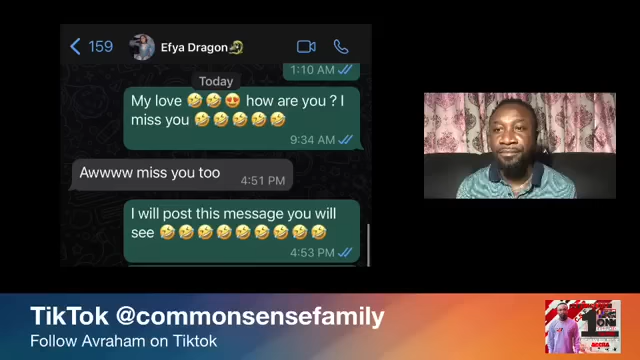 159
Efya Dragon🐉
1:10 AM
Today
My love 🤣🤣😍 how are you ? I
miss you 🤣🤣🤣🤣🤣
9:34 AM
Awwww miss you too
4:51 PM
I will post this message you will
see 🤣🤣🤣🤣🤣🤣🤣🤣🤣
4:53 PM
TikTok @commonsensefamily
Follow Avraham on Tiktok